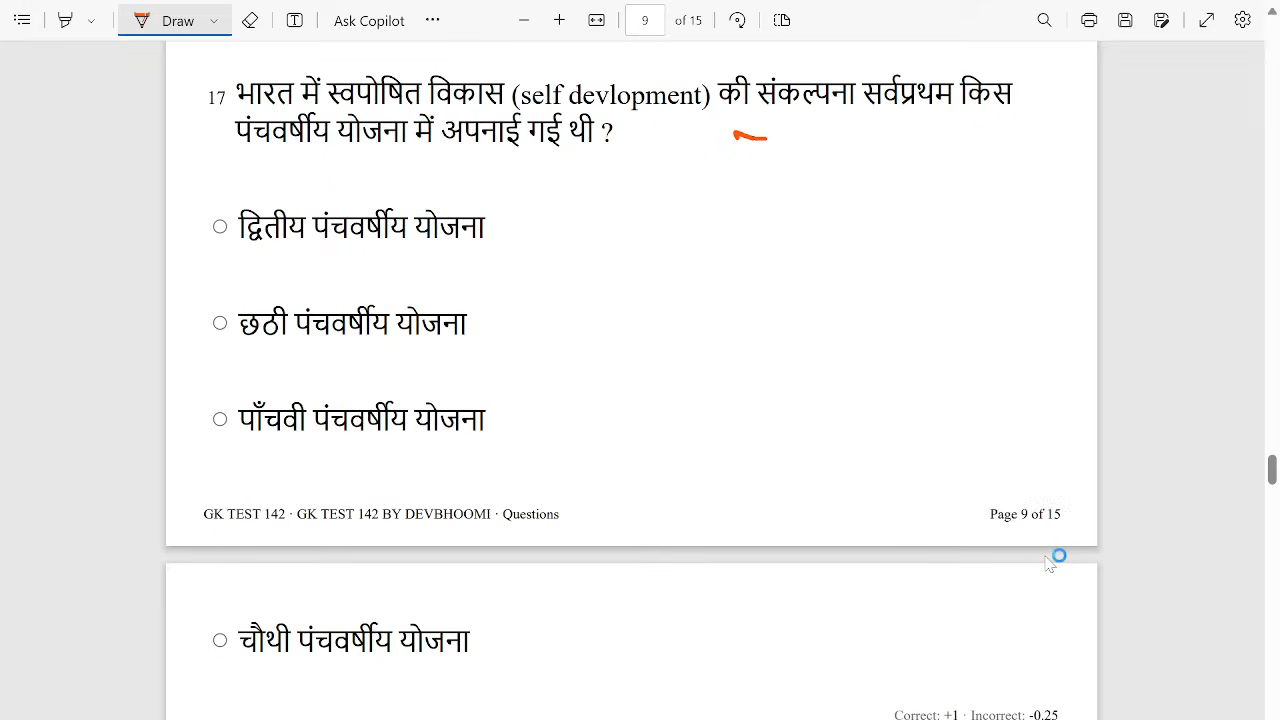 Draw
Ask Copilot
9 of 15
17 भारत में स्वपोषित विकास (self devlopment) की संकल्पना सर्वप्रथम किस
पंचवर्षीय योजना में अपनाई गई थी ?
द्वितीय पंचवर्षीय योजना
छठी पंचवर्षीय योजना
पाँचवी पंचवर्षीय योजना
GK TEST 142 · GK TEST 142 BY DEVBHOOMI · Questions Page 9 of 15
चौथी पंचवर्षीय योजना
Correct: +1 · Incorrect: -0.25